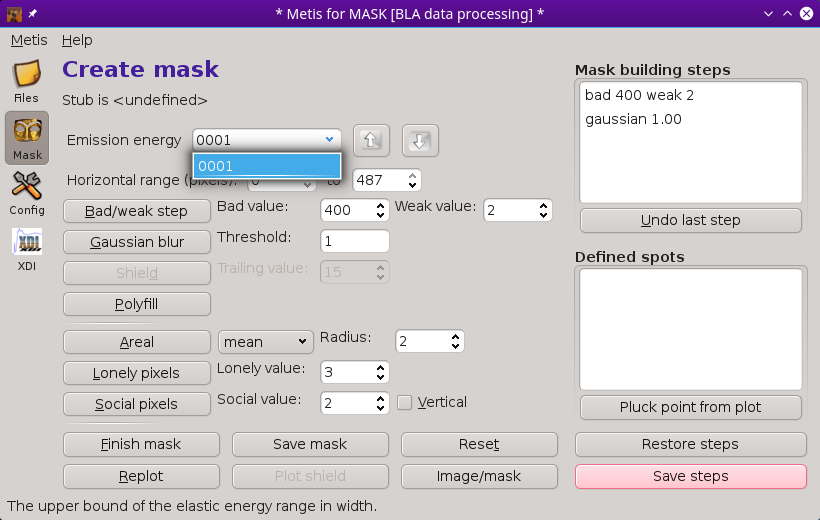 * Metis for MASK [BLA data processing] *
Metis Help
Files
Mask
Config
XDI
Create mask
Stub is <undefined>
Emission energy 0001
0001
Horizontal range (pixels): 0 to 487
Bad/weak step Bad value: 400 Weak value: 2
Gaussian blur Threshold: 1
Shield Trailing value: 15
Polyfill
Areal mean Radius: 2
Lonely pixels Lonely value: 3
Social pixels Social value: 2 Vertical
Finish mask Save mask Reset
Replot Plot shield Image/mask
Mask building steps
bad 400 weak 2
gaussian 1.00
Undo last step
Defined spots
Pluck point from plot
Restore steps
Save steps
The upper bound of the elastic energy range in width.